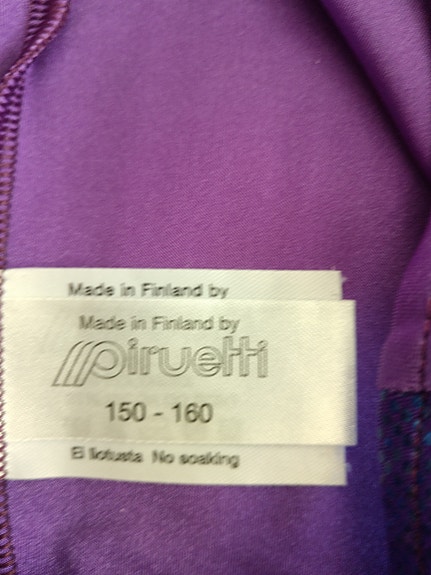 Made in Finland by
Made in Finland by
piruetti
150 - 160
Ei liotusta No soaking